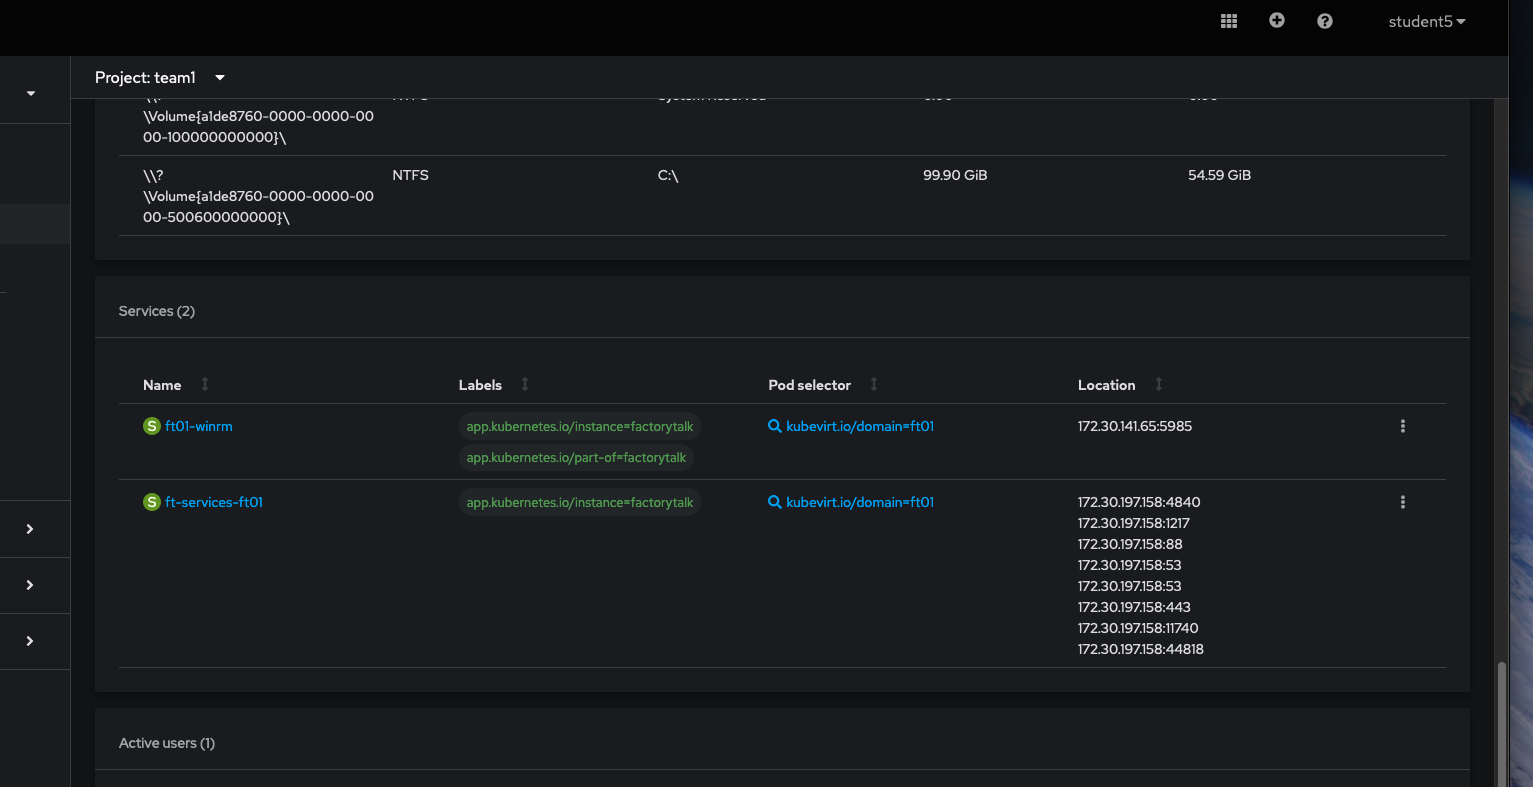 student5
Project: team1
\Volume{a1de8760-0000-0000-00
00-100000000000}\
\\?
\Volume{a1de8760-0000-0000-00
00-500600000000}\
NTFS
C:\
99.90 GiB
54.59 GiB
Services (2)
Name
Labels
Pod selector
Location
S ft01-winrm
app.kubernetes.io/instance=factorytalk
app.kubernetes.io/part-of=factorytalk
kubevirt.io/domain=ft01
172.30.141.65:5985
S ft-services-ft01
app.kubernetes.io/instance=factorytalk
kubevirt.io/domain=ft01
172.30.197.158:4840
172.30.197.158:1217
172.30.197.158:88
172.30.197.158:53
172.30.197.158:53
172.30.197.158:443
172.30.197.158:11740
172.30.197.158:44818
Active users (1)